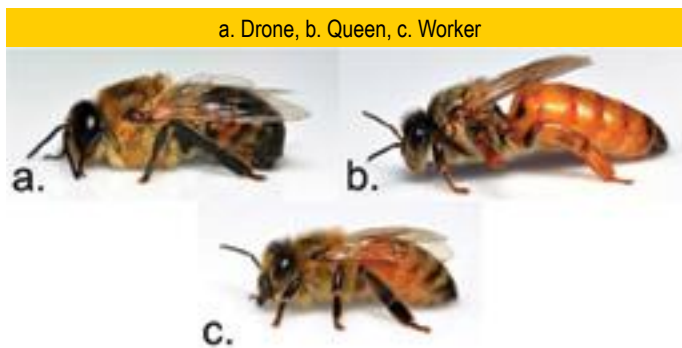 a. Drone, b. Queen, c. Worker
a.
b.
c.